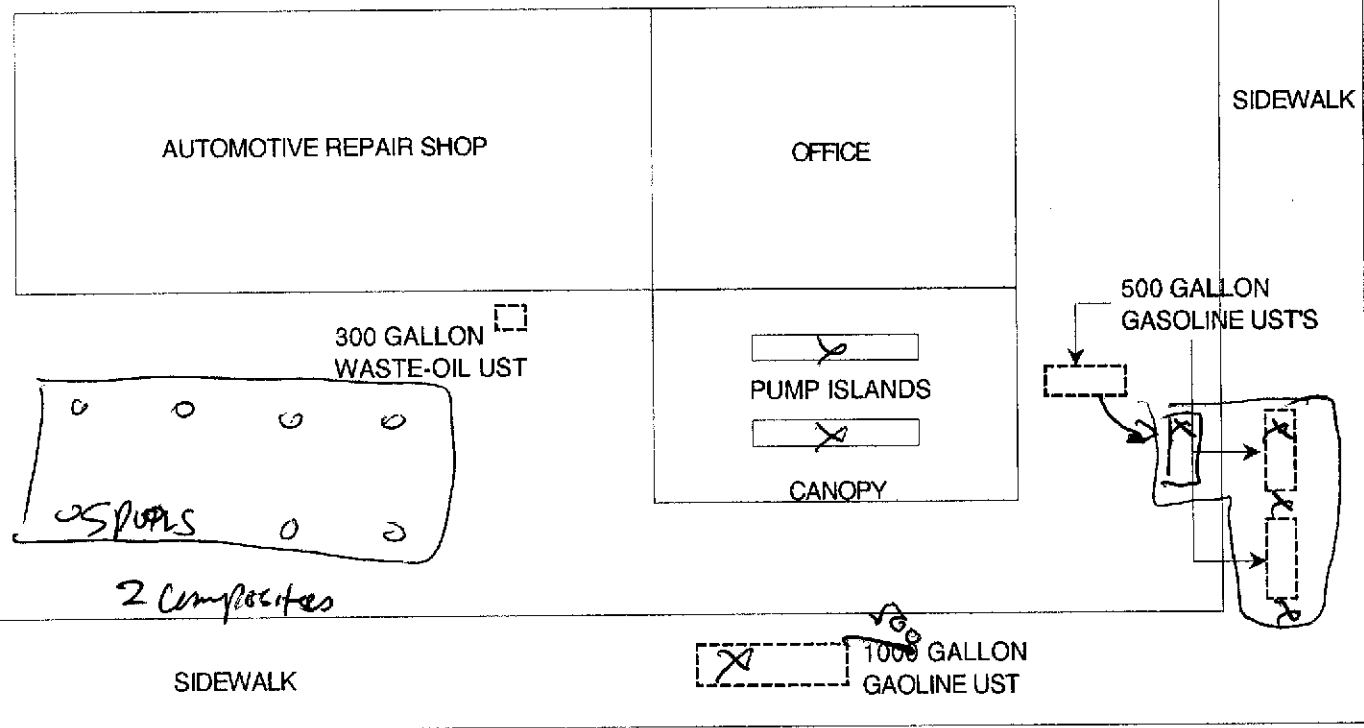 SIDEWALK
AUTOMOTIVE REPAIR SHOP
OFFICE
500 GALLON
GASOLINE UST'S
300 GALLON
WASTE-OIL UST
PUMP ISLANDS
CANOPY
2 Composites
500
1000 GALLON
GAOLINE UST
SIDEWALK